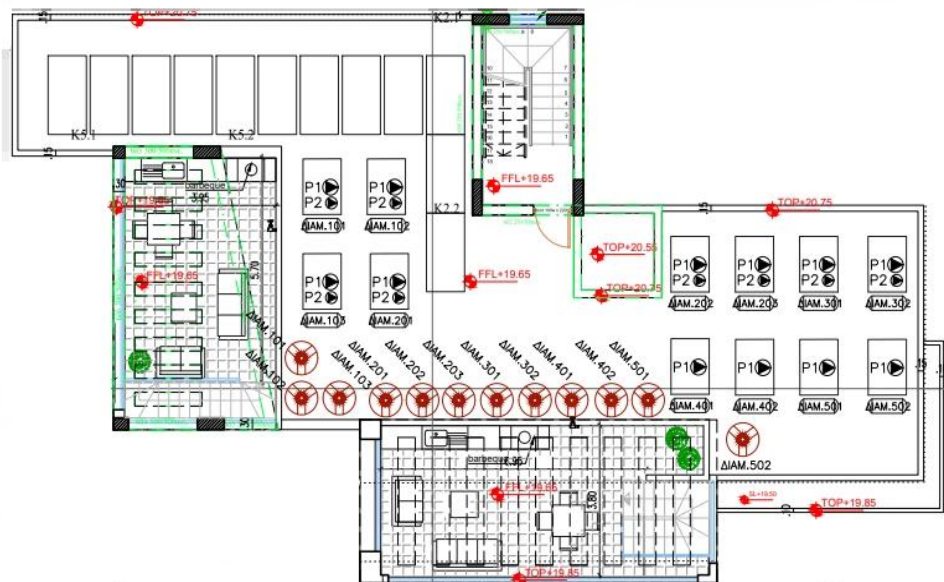 .15
TOP+20.75
K2.1
K5.1
K5.2
.15
FFL+19.65
.30
barbeque
3.95
P1
P2
ΔIAM.101
P1
P2
ΔIAM.102
K2.2
.15
TOP+20.75
TOP+20.55
FFL+19.65
5.70
FFL+19.65
P1
P2
ΔIAM.103
P1
P2
ΔIAM.201
TOP+20.75
P1
P2
ΔIAM.202
P1
P2
ΔIAM.203
P1
P2
ΔIAM.301
P1
P2
ΔIAM.302
ΔIAM.101
ΔIAM.102
ΔIAM.103
ΔIAM.201
ΔIAM.202
ΔIAM.203
ΔIAM.301
ΔIAM.302
ΔIAM.401
ΔIAM.402
ΔIAM.501
P1
ΔIAM.401
P1
ΔIAM.402
P1
ΔIAM.501
P1
ΔIAM.502
.15
ΔIAM.502
barbeque
FFL+19.65
3.80
SL+19.50
TOP+19.85
TOP+19.85